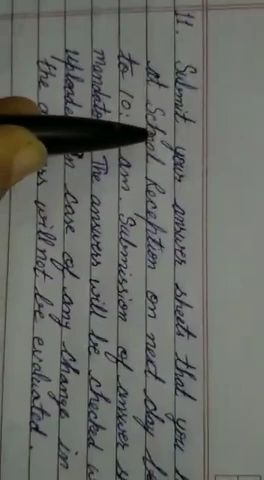 11. Submit your answer sheets that you
at School Reception on next day
to 10: am. Submission of answer
The answers will be checked
in case of any change in
the will not be evaluated.